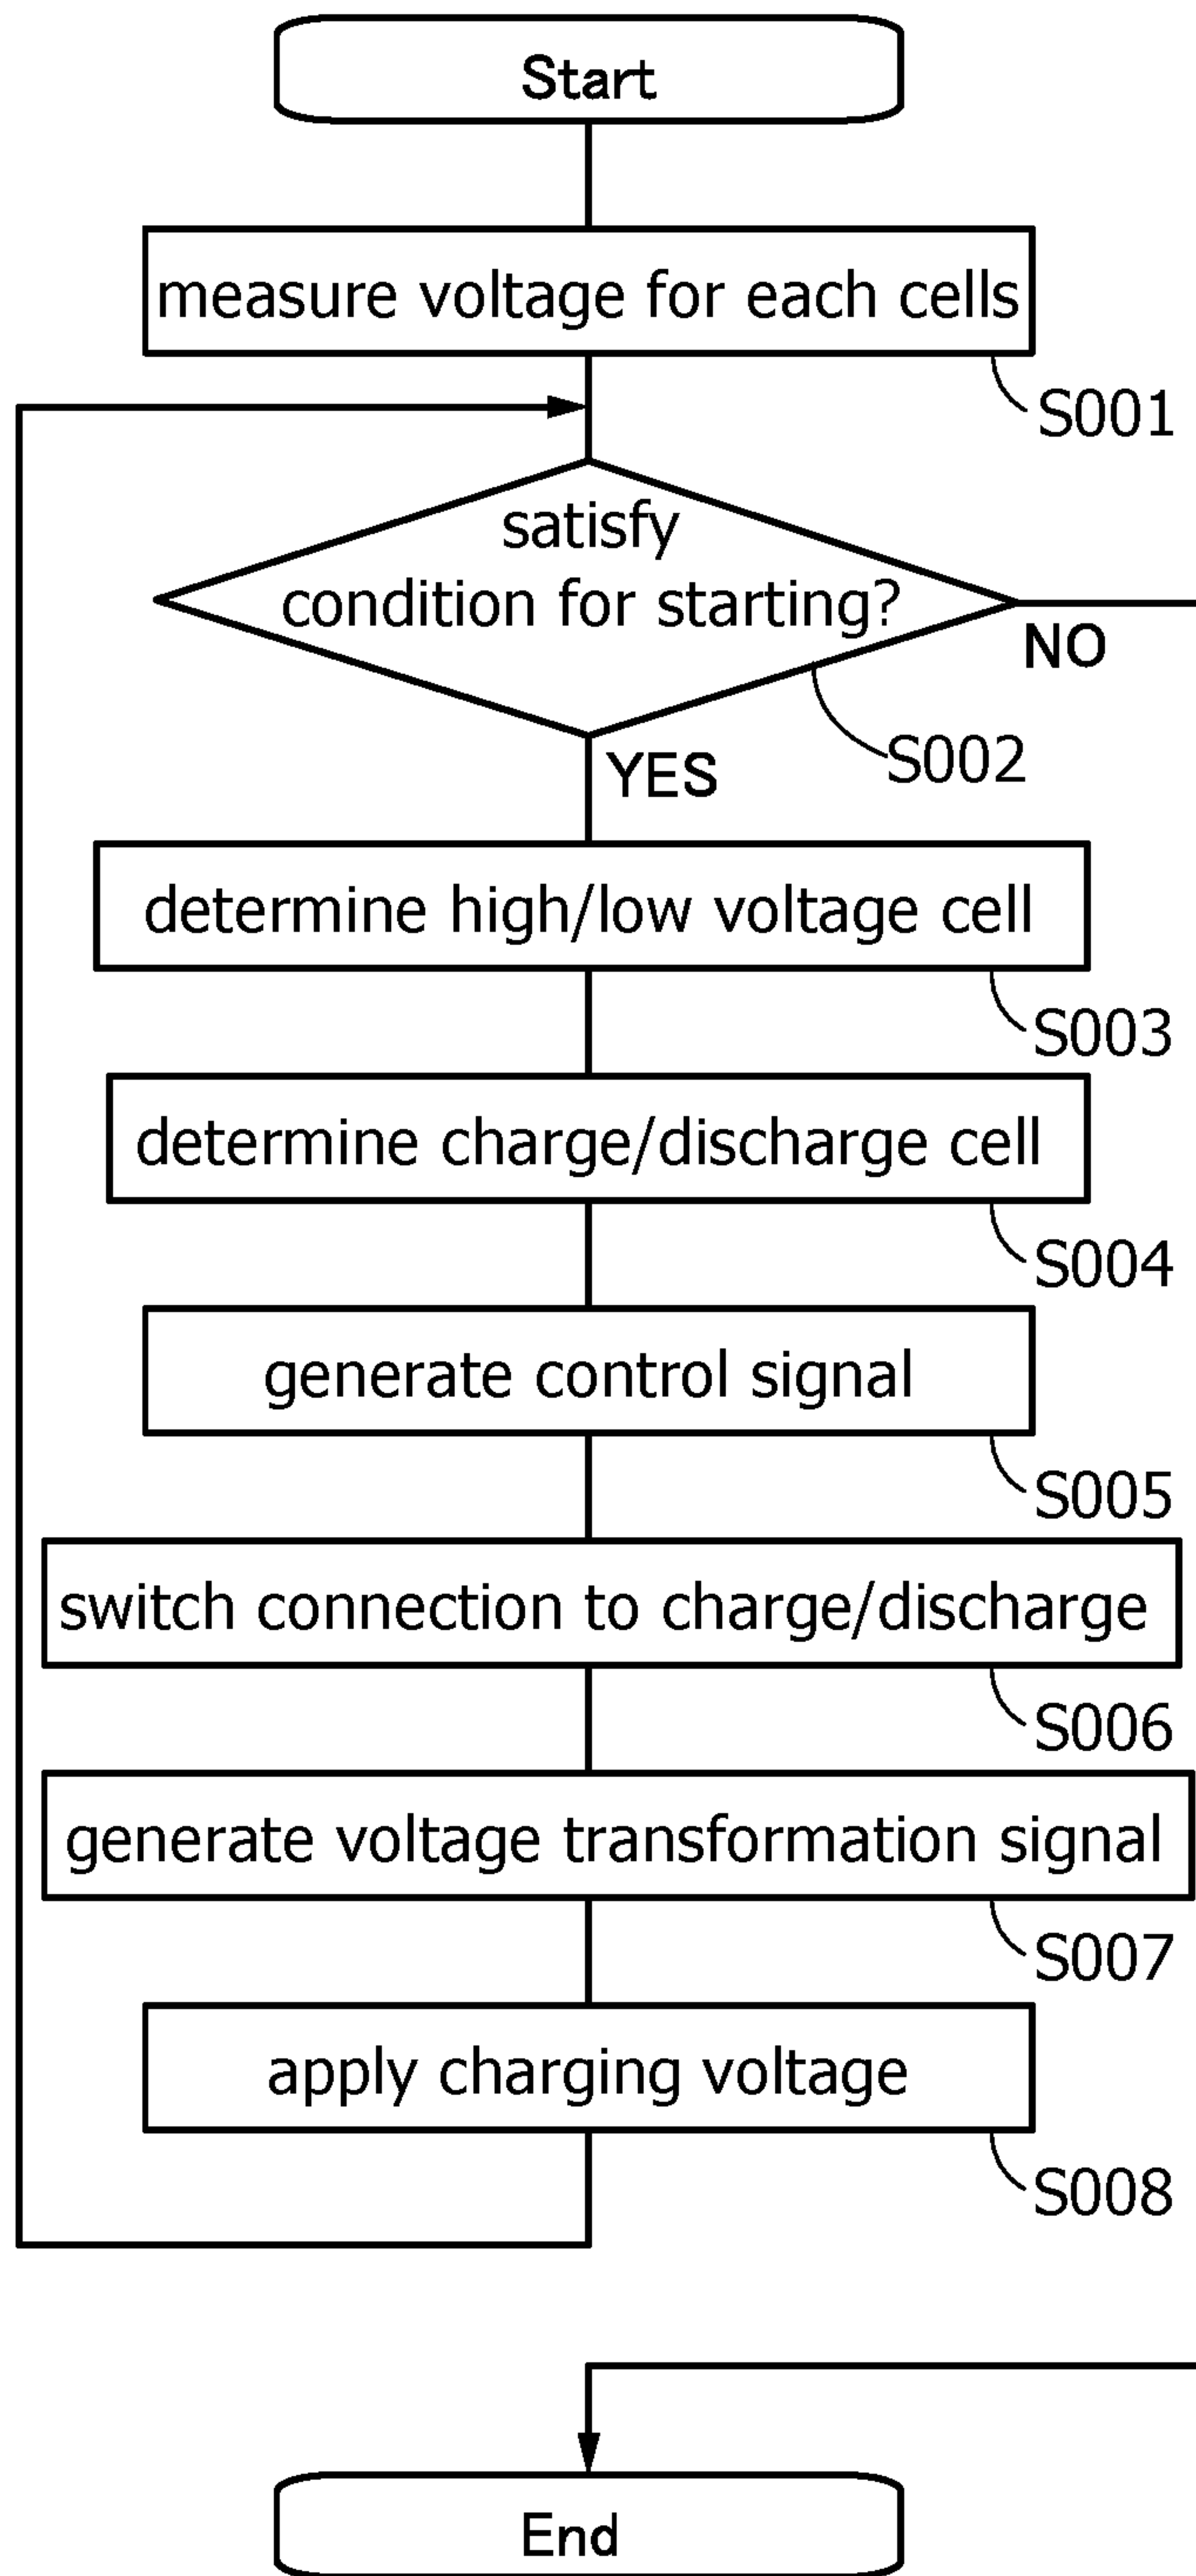 Start
measure voltage for each cells
S001
satisfy
condition for starting?
NO
S002
YES
determine high/low voltage cell
S003
determine charge/discharge cell
S004
generate control signal
S005
switch connection to charge/discharge
S006
generate voltage transformation signal
S007
apply charging voltage
S008
End